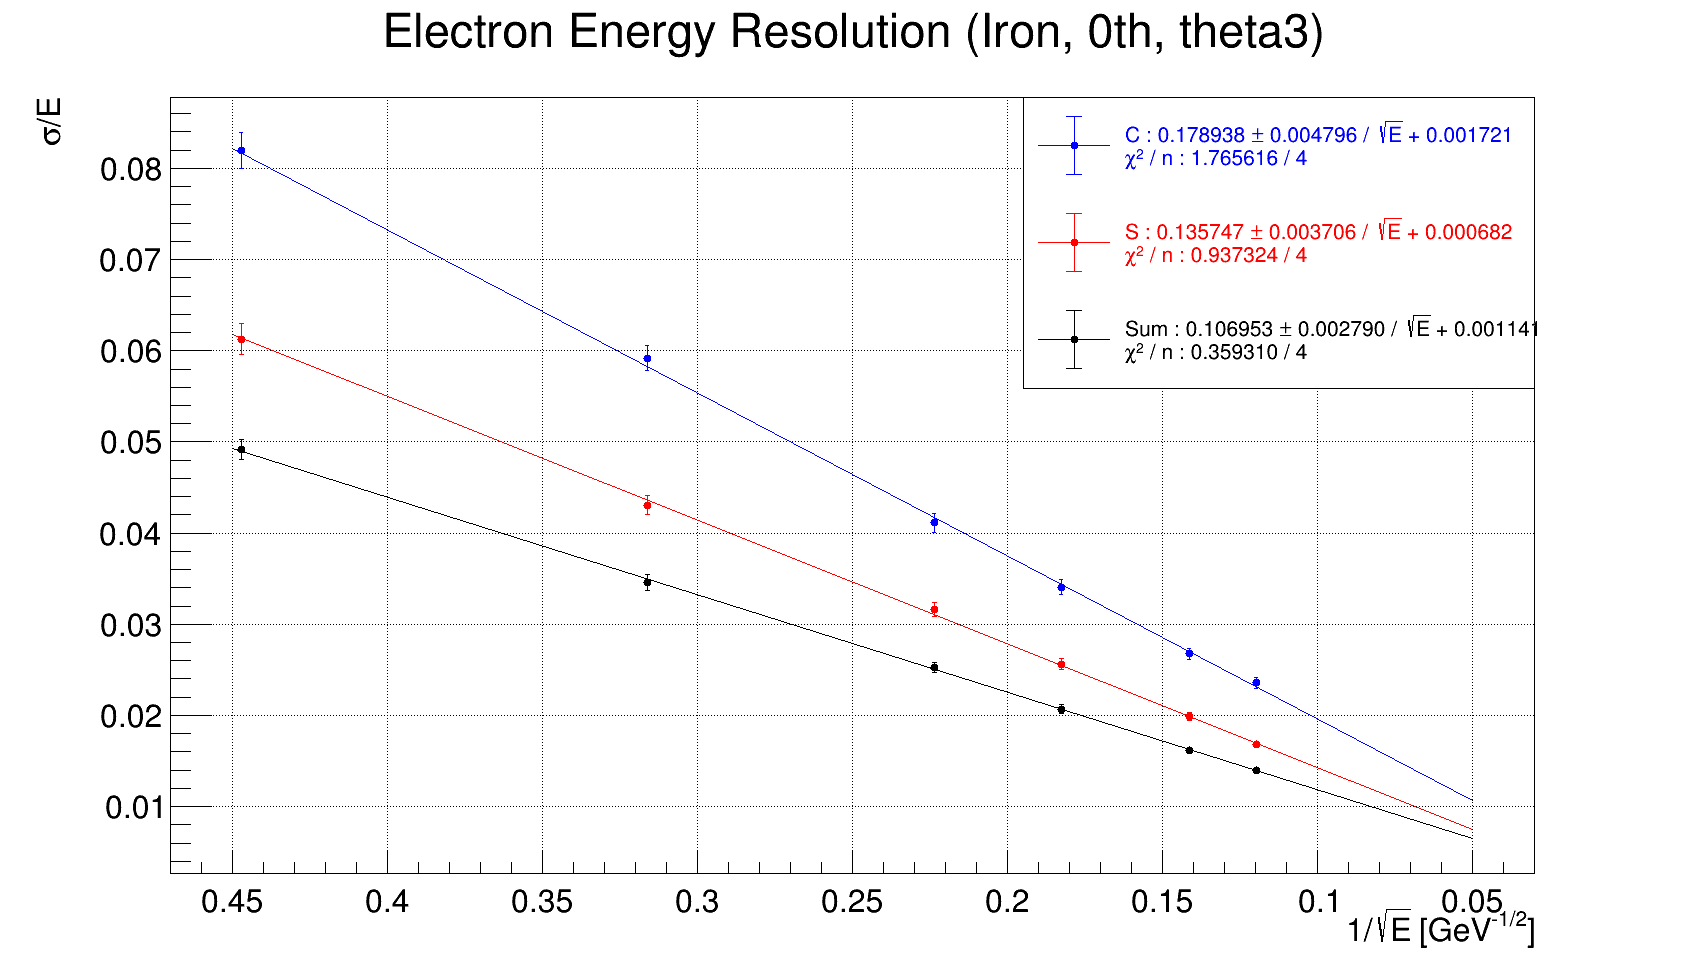 Electron Energy Resolution (Iron, 0th, theta3)
σ/E
C : 0.178938 ± 0.004796 / √E + 0.001721
χ² / n : 1.765616 / 4
S : 0.135747 ± 0.003706 / √E + 0.000682
χ² / n : 0.937324 / 4
Sum : 0.106953 ± 0.002790 / √E + 0.001141
χ² / n : 0.359310 / 4
0.08
0.07
0.06
0.05
0.04
0.03
0.02
0.01
0.45 0.4 0.35 0.3 0.25 0.2 0.15 0.1 0.05
1/√E [GeV⁻¹/²]